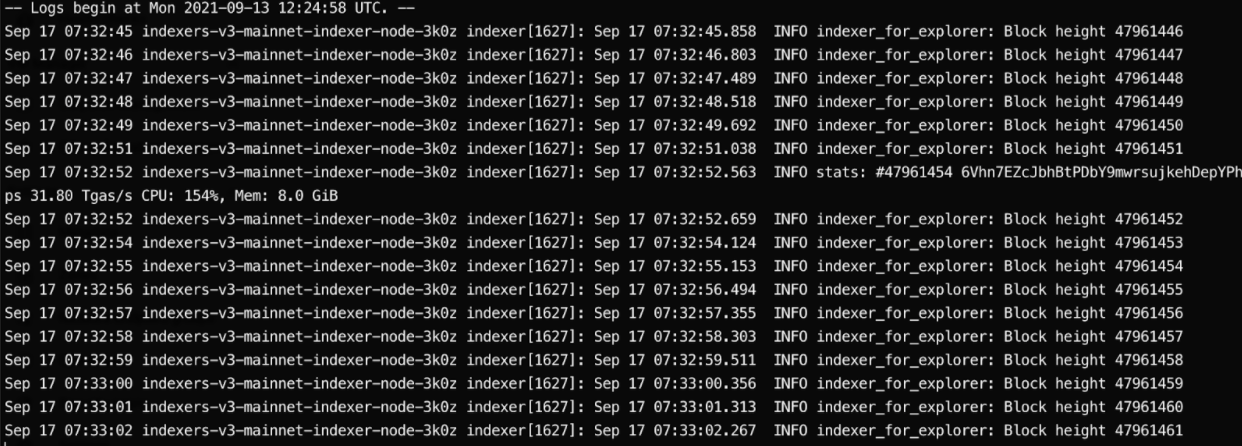 -- Logs begin at Mon 2021-09-13 12:24:58 UTC. --
Sep 17 07:32:45 indexers-v3-mainnet-indexer-node-3k0z indexer[1627]: Sep 17 07:32:45.858  INFO indexer_for_explorer: Block height 47961446
Sep 17 07:32:46 indexers-v3-mainnet-indexer-node-3k0z indexer[1627]: Sep 17 07:32:46.803  INFO indexer_for_explorer: Block height 47961447
Sep 17 07:32:47 indexers-v3-mainnet-indexer-node-3k0z indexer[1627]: Sep 17 07:32:47.489  INFO indexer_for_explorer: Block height 47961448
Sep 17 07:32:48 indexers-v3-mainnet-indexer-node-3k0z indexer[1627]: Sep 17 07:32:48.518  INFO indexer_for_explorer: Block height 47961449
Sep 17 07:32:49 indexers-v3-mainnet-indexer-node-3k0z indexer[1627]: Sep 17 07:32:49.692  INFO indexer_for_explorer: Block height 47961450
Sep 17 07:32:51 indexers-v3-mainnet-indexer-node-3k0z indexer[1627]: Sep 17 07:32:51.038  INFO indexer_for_explorer: Block height 47961451
Sep 17 07:32:52 indexers-v3-mainnet-indexer-node-3k0z indexer[1627]: Sep 17 07:32:52.563  INFO stats: #47961454 6Vhn7EZcJbhBtPDbY9mwrsujkehDepYPh
ps 31.80 Tgas/s CPU: 154%, Mem: 8.0 GiB
Sep 17 07:32:52 indexers-v3-mainnet-indexer-node-3k0z indexer[1627]: Sep 17 07:32:52.659  INFO indexer_for_explorer: Block height 47961452
Sep 17 07:32:54 indexers-v3-mainnet-indexer-node-3k0z indexer[1627]: Sep 17 07:32:54.124  INFO indexer_for_explorer: Block height 47961453
Sep 17 07:32:55 indexers-v3-mainnet-indexer-node-3k0z indexer[1627]: Sep 17 07:32:55.153  INFO indexer_for_explorer: Block height 47961454
Sep 17 07:32:56 indexers-v3-mainnet-indexer-node-3k0z indexer[1627]: Sep 17 07:32:56.494  INFO indexer_for_explorer: Block height 47961455
Sep 17 07:32:57 indexers-v3-mainnet-indexer-node-3k0z indexer[1627]: Sep 17 07:32:57.355  INFO indexer_for_explorer: Block height 47961456
Sep 17 07:32:58 indexers-v3-mainnet-indexer-node-3k0z indexer[1627]: Sep 17 07:32:58.303  INFO indexer_for_explorer: Block height 47961457
Sep 17 07:32:59 indexers-v3-mainnet-indexer-node-3k0z indexer[1627]: Sep 17 07:32:59.511  INFO indexer_for_explorer: Block height 47961458
Sep 17 07:33:00 indexers-v3-mainnet-indexer-node-3k0z indexer[1627]: Sep 17 07:33:00.356  INFO indexer_for_explorer: Block height 47961459
Sep 17 07:33:01 indexers-v3-mainnet-indexer-node-3k0z indexer[1627]: Sep 17 07:33:01.313  INFO indexer_for_explorer: Block height 47961460
Sep 17 07:33:02 indexers-v3-mainnet-indexer-node-3k0z indexer[1627]: Sep 17 07:33:02.267  INFO indexer_for_explorer: Block height 47961461